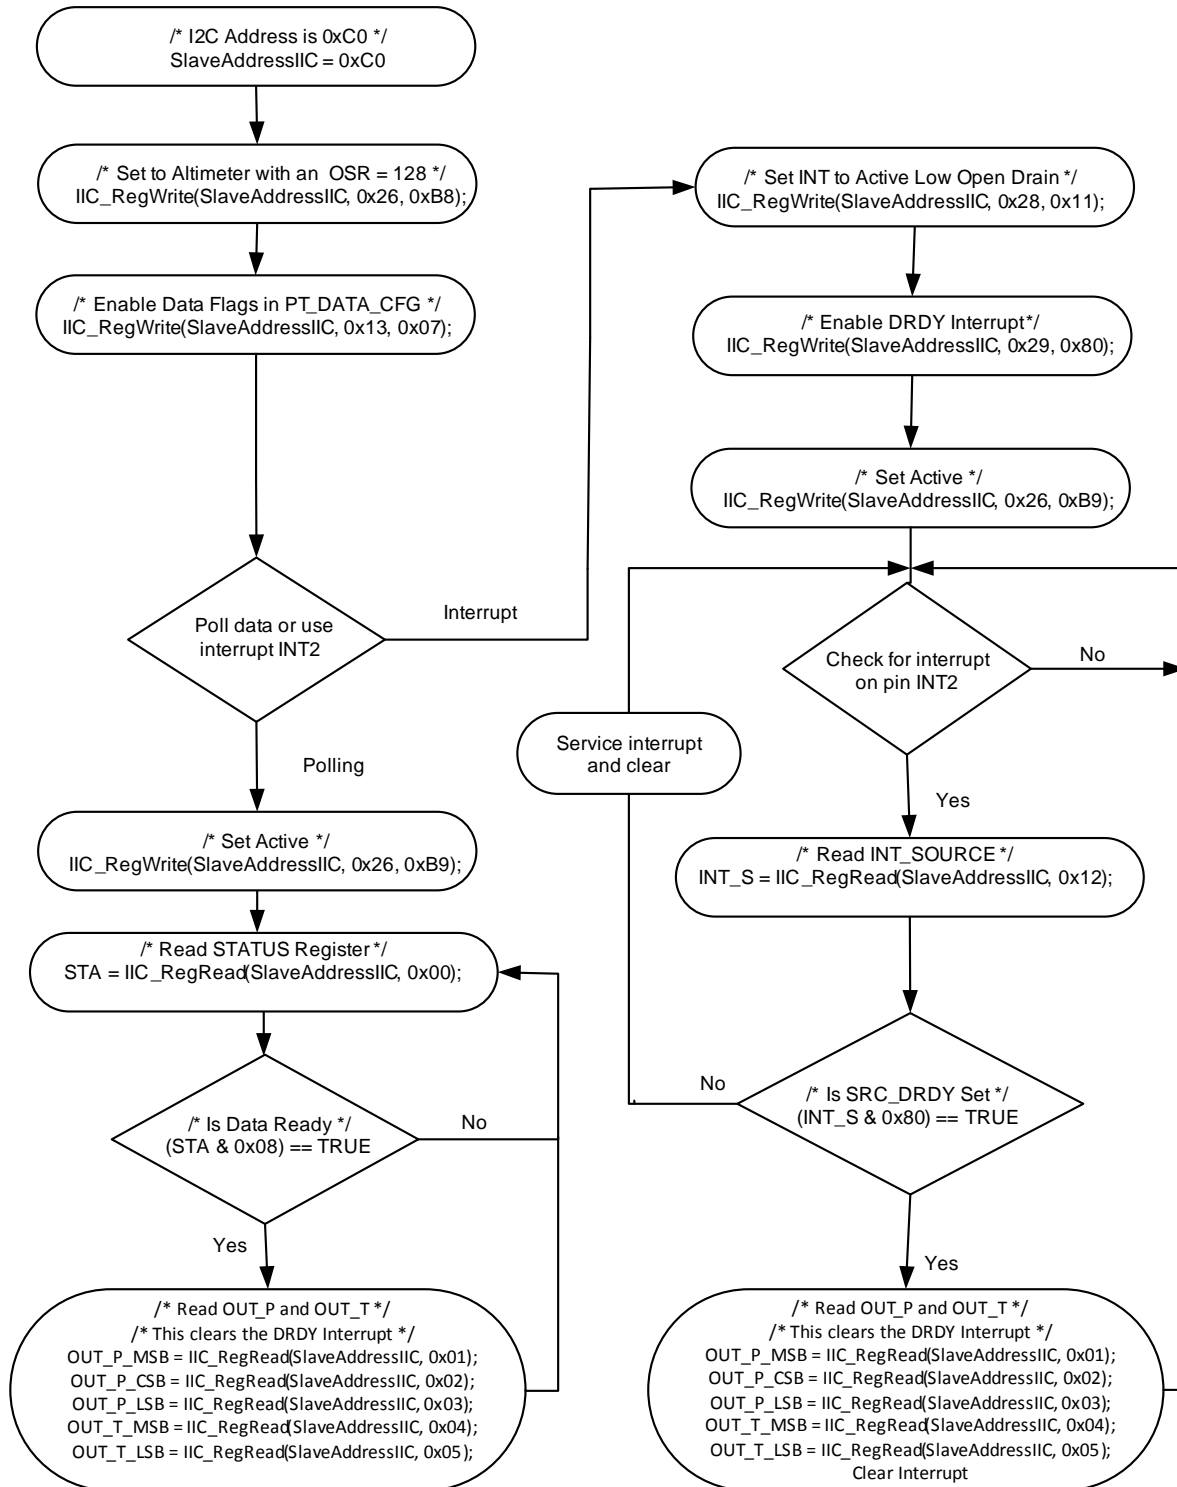 /* I2C Address is 0xC0 */
SlaveAddressIIC = 0xC0
/* Set to Altimeter with an OSR = 128 */
IIC_RegWrite(SlaveAddressIIC, 0x26, 0xB8);
/* Enable Data Flags in PT_DATA_CFG */
IIC_RegWrite(SlaveAddressIIC, 0x13, 0x07);
Poll data or use
interrupt INT2
Interrupt
Polling
/* Set Active */
IIC_RegWrite(SlaveAddressIIC, 0x26, 0xB9);
/* Read STATUS Register */
STA = IIC_RegRead(SlaveAddressIIC, 0x00);
/* Is Data Ready */
(STA & 0x08) == TRUE
No
Yes
/* Read OUT_P and OUT_T */
/* This clears the DRDY Interrupt */
OUT_P_MSB = IIC_RegRead(SlaveAddressIIC, 0x01);
OUT_P_CSB = IIC_RegRead(SlaveAddressIIC, 0x02);
OUT_P_LSB = IIC_RegRead(SlaveAddressIIC, 0x03);
OUT_T_MSB = IIC_RegRead(SlaveAddressIIC, 0x04);
OUT_T_LSB = IIC_RegRead(SlaveAddressIIC, 0x05);
/* Set INT to Active Low Open Drain */
IIC_RegWrite(SlaveAddressIIC, 0x28, 0x11);
/* Enable DRDY Interrupt*/
IIC_RegWrite(SlaveAddressIIC, 0x29, 0x80);
/* Set Active */
IIC_RegWrite(SlaveAddressIIC, 0x26, 0xB9);
Check for interrupt
on pin INT2
No
Service interrupt
and clear
Yes
/* Read INT_SOURCE */
INT_S = IIC_RegRead(SlaveAddressIIC, 0x12);
No
/* Is SRC_DRDY Set */
(INT_S & 0x80) == TRUE
Yes
/* Read OUT_P and OUT_T */
/* This clears the DRDY Interrupt */
OUT_P_MSB = IIC_RegRead(SlaveAddressIIC, 0x01);
OUT_P_CSB = IIC_RegRead(SlaveAddressIIC, 0x02);
OUT_P_LSB = IIC_RegRead(SlaveAddressIIC, 0x03);
OUT_T_MSB = IIC_RegRead(SlaveAddressIIC, 0x04);
OUT_T_LSB = IIC_RegRead(SlaveAddressIIC, 0x05);
Clear Interrupt